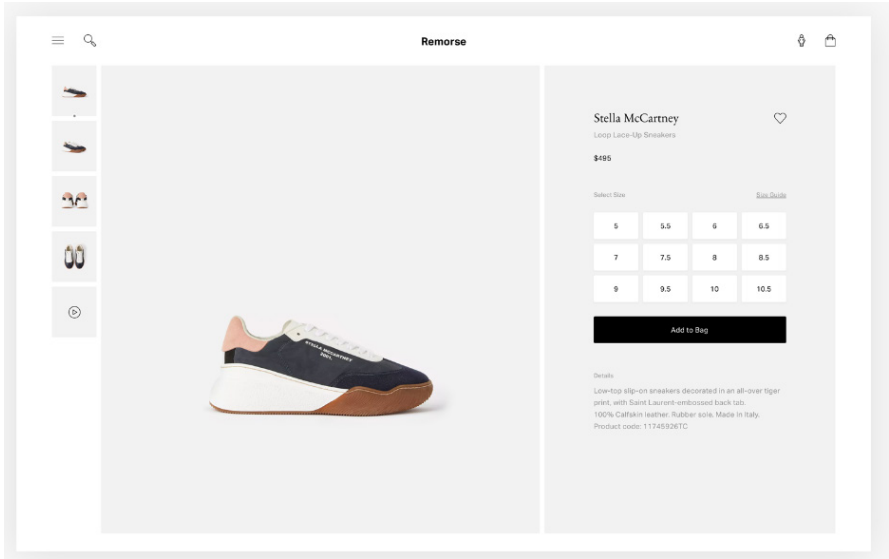 Remorse
Stella McCartney
Loop Lace-Up Sneakers
$495
Select Size
Size Guide
5
5.5
6
6.5
7
7.5
8
8.5
9
9.5
10
10.5
Add to Bag
STELLA McCARTNEY
2001.
Details
Low-top slip-on sneakers decorated in an all-over tiger
print, with Saint Laurent-embossed back tab.
100% Calfskin leather. Rubber sole. Made in Italy.
Product code: 11745926TC